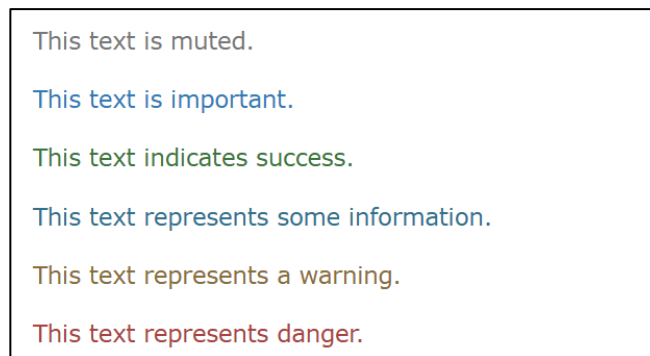 This text is muted.
This text is important.
This text indicates success.
This text represents some information.
This text represents a warning.
This text represents danger.